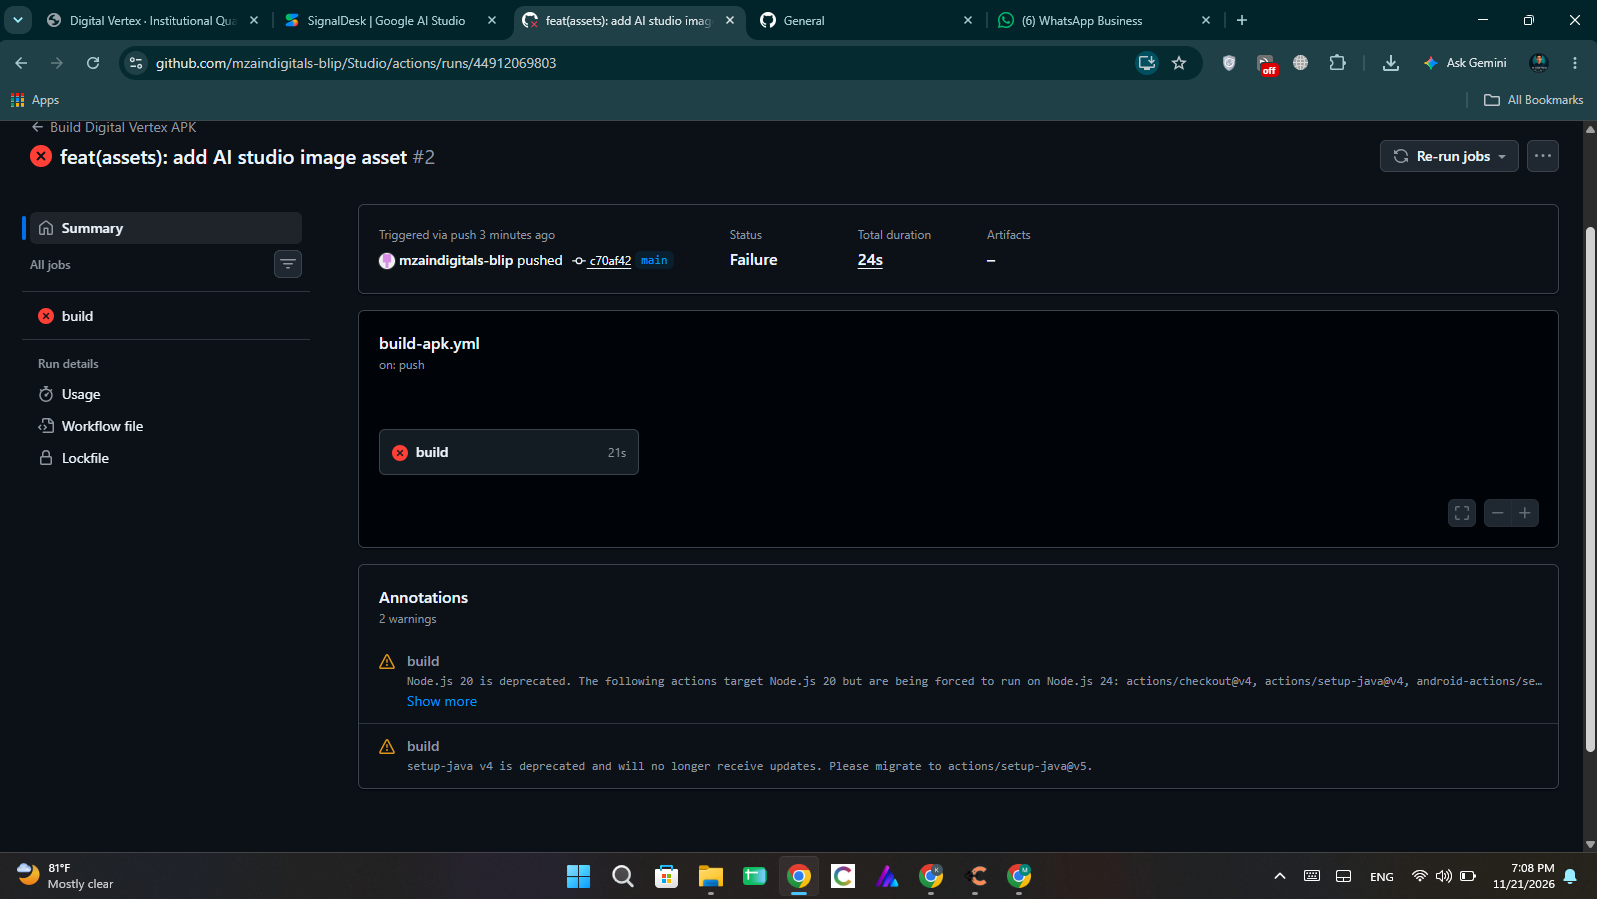 Digital Vertex · Institutional Qua
SignalDesk | Google AI Studio
feat(assets): add AI studio imag
General
(6) WhatsApp Business
github.com/mzaindigitals-blip/Studio/actions/runs/44912069803
off
Ask Gemini
Apps
All Bookmarks
Build Digital Vertex APK
feat(assets): add AI studio image asset #2
Re-run jobs
Summary
All jobs
build
Run details
Usage
Workflow file
Lockfile
Triggered via push 3 minutes ago
Status
Total duration
Artifacts
mzaindigitals-blip pushed c70af42 main
Failure
24s
–
build-apk.yml
on: push
build
21s
Annotations
2 warnings
build
Node.js 20 is deprecated. The following actions target Node.js 20 but are being forced to run on Node.js 24: actions/checkout@v4, actions/setup-java@v4, android-actions/se…
Show more
build
setup-java v4 is deprecated and will no longer receive updates. Please migrate to actions/setup-java@v5.
81°F
Mostly clear
ENG
7:08 PM
11/21/2026